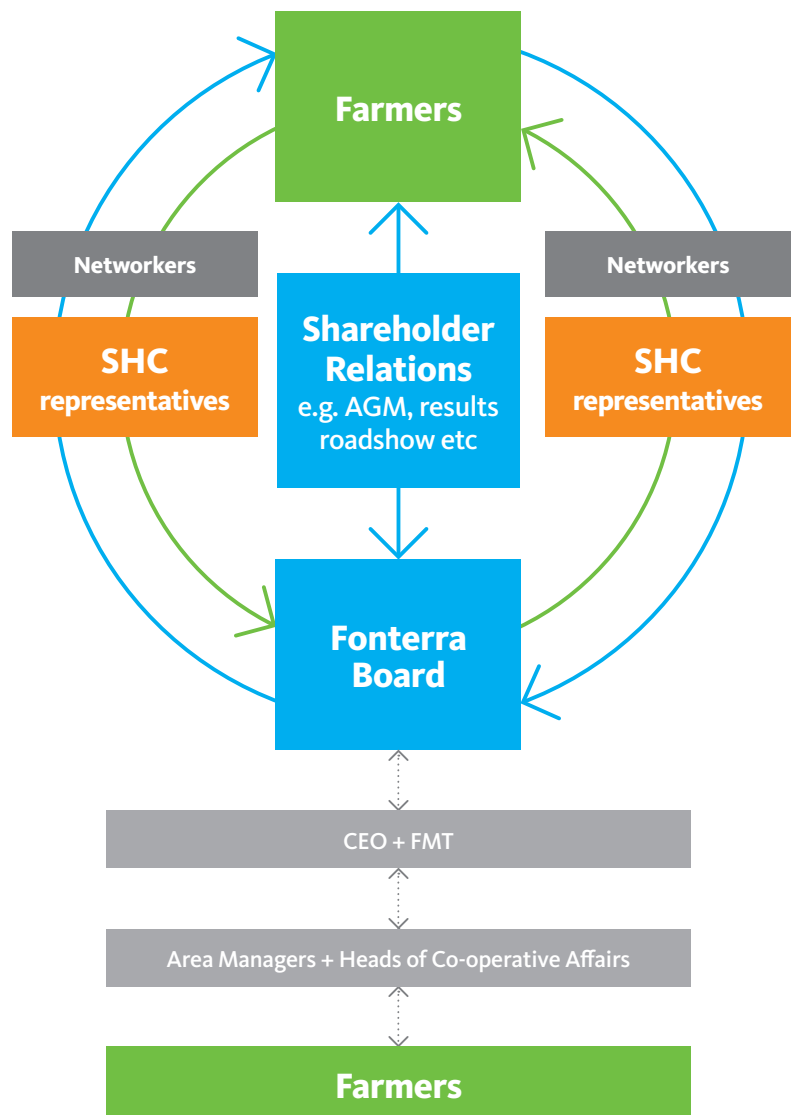 Farmers
Networkers
Networkers
SHC
representatives
Shareholder
Relations
e.g. AGM, results
roadshow etc
SHC
representatives
Fonterra
Board
CEO + FMT
Area Managers + Heads of Co-operative Affairs
Farmers